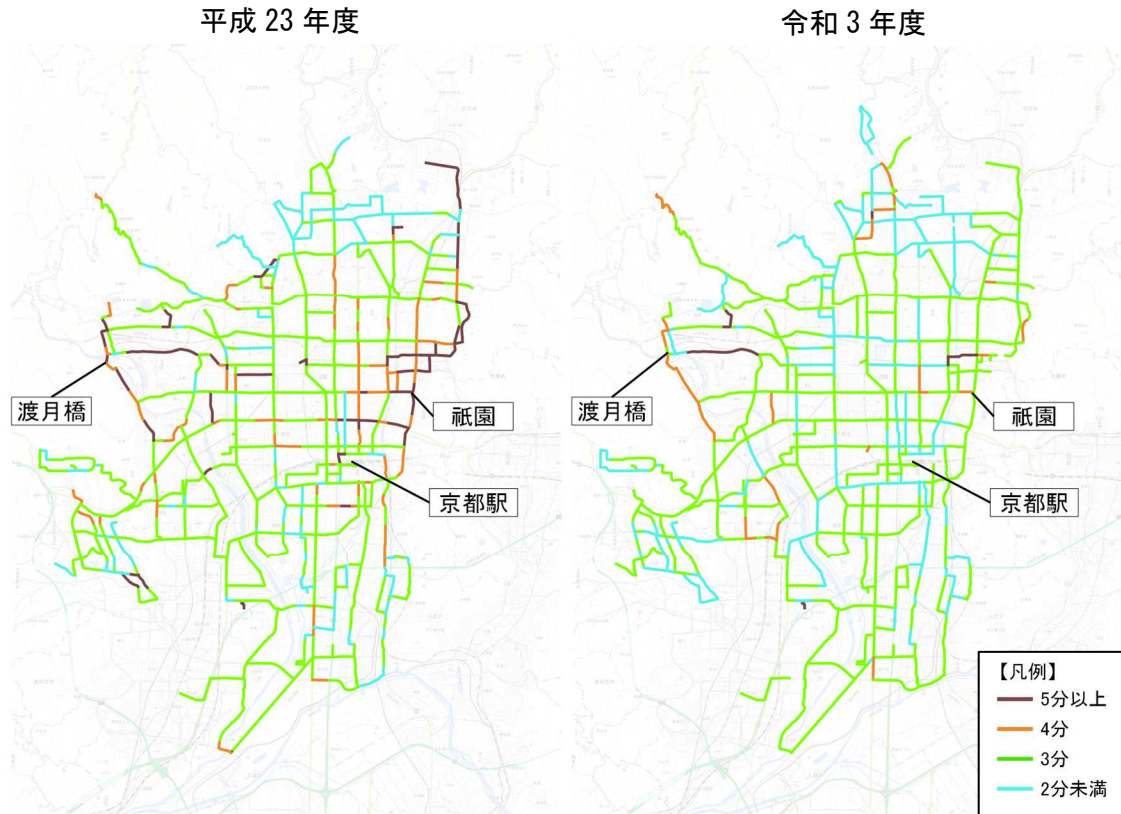 平成 23 年度
令和 3 年度
渡月橋
祇園
京都駅
渡月橋
祇園
京都駅
【凡例】
5分以上
4分
3分
2分未満